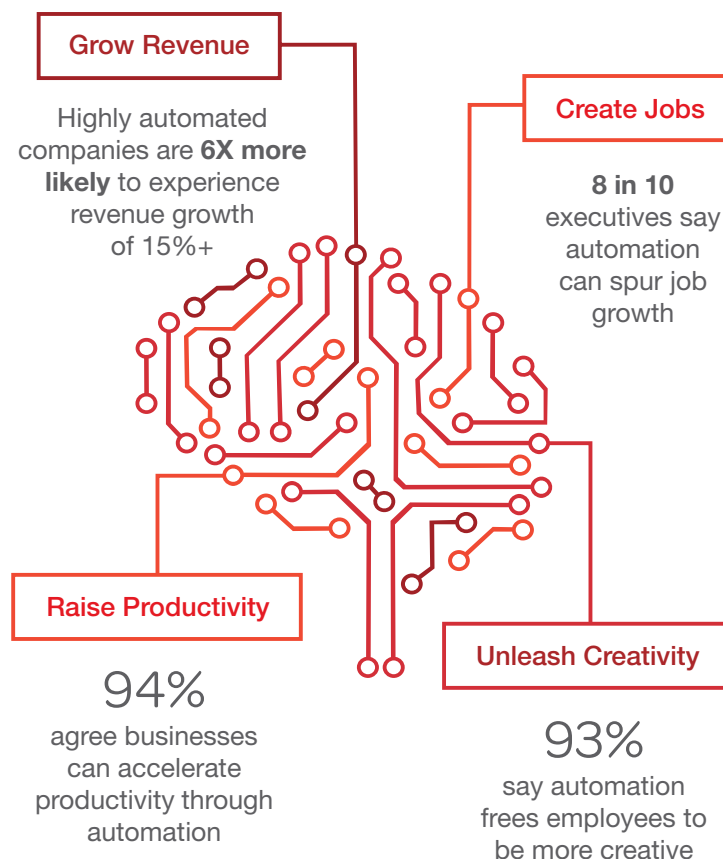 Grow Revenue
Highly automated
companies are 6X more
likely to experience
revenue growth
of 15%+
Create Jobs
8 in 10
executives say
automation
can spur job
growth
Raise Productivity
94%
agree businesses
can accelerate
productivity through
automation
Unleash Creativity
93%
say automation
frees employees to
be more creative